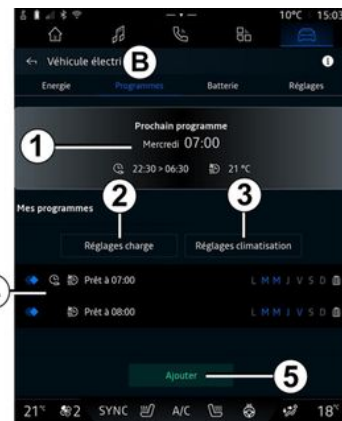 10°C 15:03
Véhicule électri B
Energie Programmes Batterie Réglages
Prochain programme
1 Mercredi 07:00
22:30 > 06:30 21 °C
Mes programmes 2 3
Réglages charge Réglages climatisation
Prêt à 07:00 L M M J V S D
Prêt à 08:00 L M M J V S D
Ajouter 5
21° 2 SYNC A/C 18°